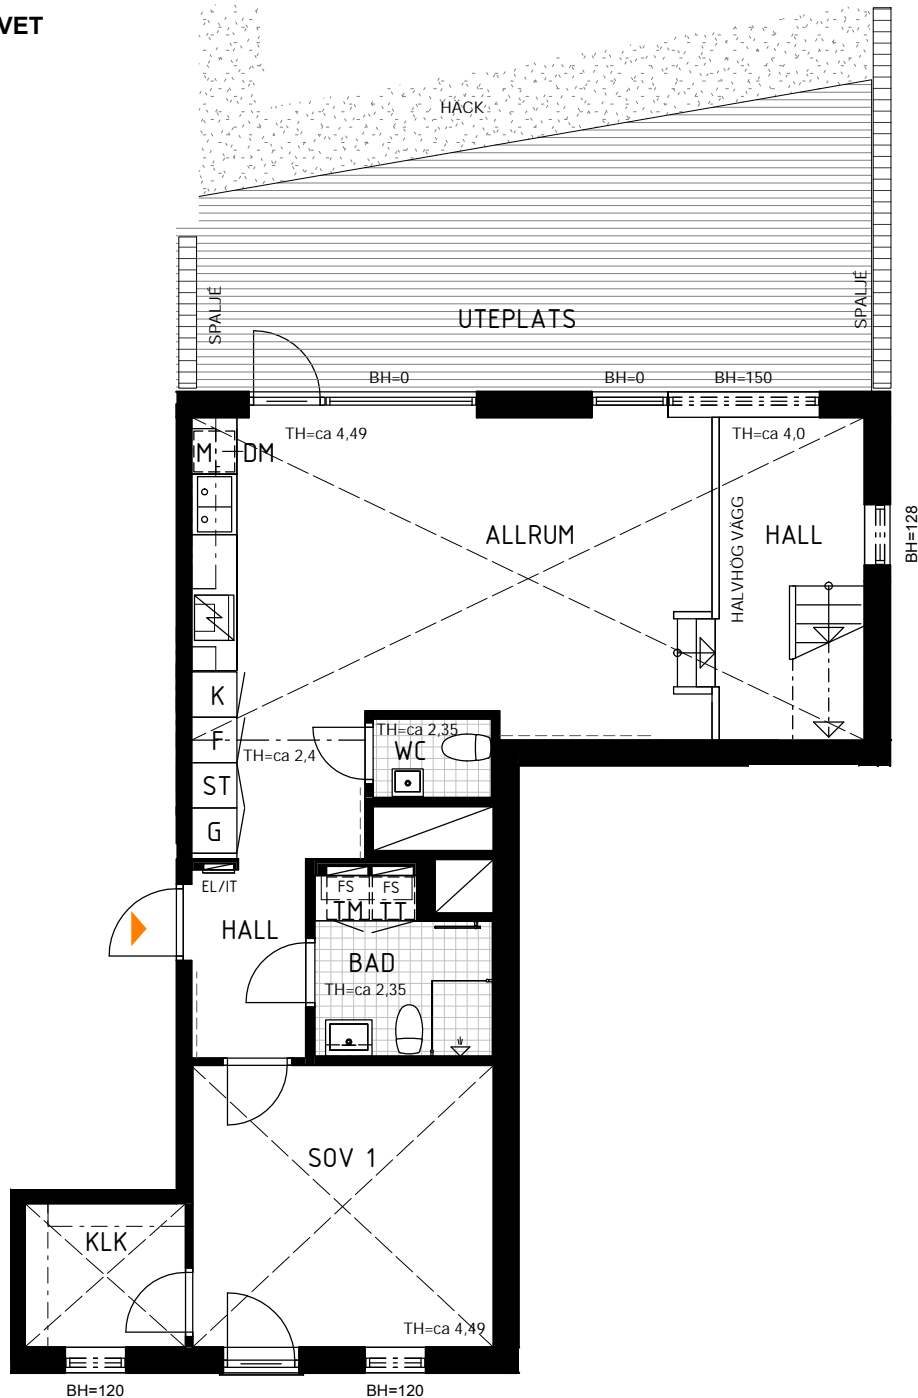 VET
HÄCK
SPALJÉ
SPALJÉ
UTEPLATS
BH=0
BH=0
BH=150
TH=ca 4,49
TH=ca 4,0
M
DM
ALLRUM
HALVHÖG VÄGG
HALL
BH=128
K
F
TH=ca 2,4
TH=ca 2,35
WC
ST
G
EL/IT
FS
FS
TM
TT
HALL
BAD
TH=ca 2,35
SOV 1
KLK
TH=ca 4,49
BH=120
BH=120